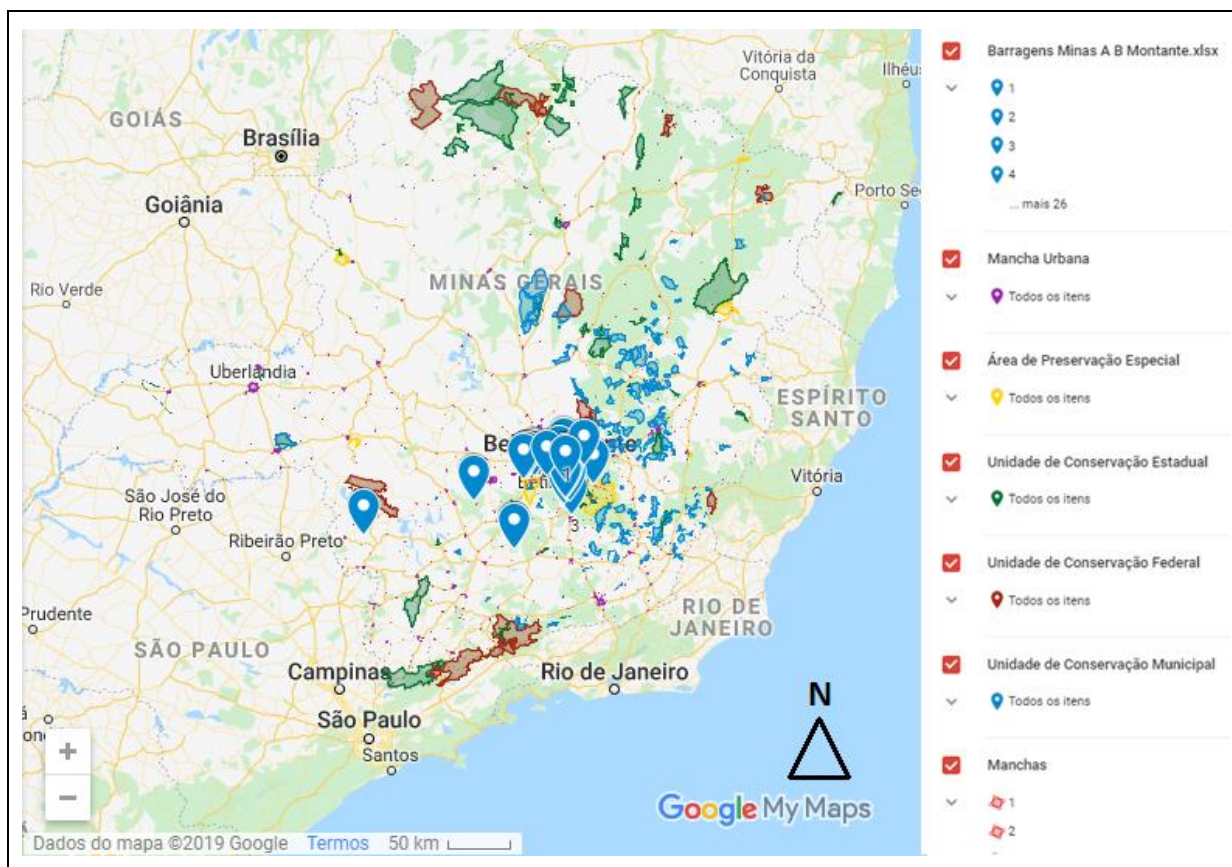 Vitória da
Conquista
Ilhéus
GOIÁS
Brasília
Goiânia
Porto Se
Rio Verde
MINAS GERAIS
Uberlândia
ESPÍRITO
SANTO
Be
te
1
Vitória
São José do
Rio Preto
3
Ribeirão Preto
Prudente
RIO DE
JANEIRO
SÃO PAULO
Campinas
Rio de Janeiro
São Paulo
Santos
N
+
−
Google My Maps
Dados do mapa ©2019 Google Termos 50 km
Barragens Minas A B Montante.xlsx
1
2
3
4
... mais 26
Mancha Urbana
Todos os itens
Área de Preservação Especial
Todos os itens
Unidade de Conservação Estadual
Todos os itens
Unidade de Conservação Federal
Todos os itens
Unidade de Conservação Municipal
Todos os itens
Manchas
1
2